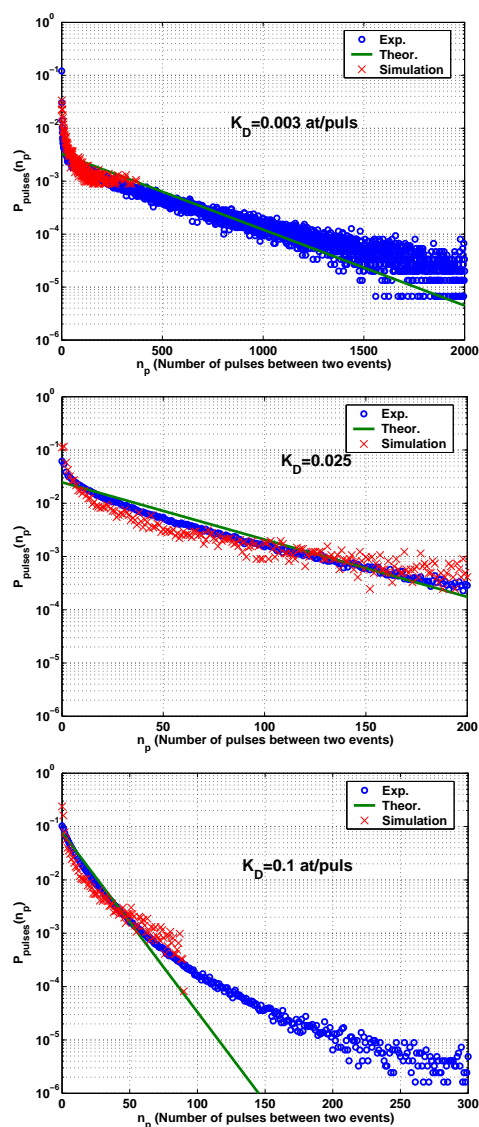 10^0
Exp.
Theor.
Simulation
10^-1
K_D=0.003 at/puls
10^-2
10^-3
10^-4
10^-5
10^-6
P_pulses(n_p)
0 500 1000 1500 2000
n_p (Number of pulses between two events)
10^0
Exp.
Theor.
Simulation
10^-1
K_D=0.025
10^-2
10^-3
10^-4
10^-5
10^-6
P_pulses(n_p)
0 50 100 150 200
n_p (Number of pulses between two events)
10^0
Exp.
Theor.
Simulation
10^-1
K_D=0.1 at/puls
10^-2
10^-3
10^-4
10^-5
10^-6
P_pulses(n_p)
0 50 100 150 200 250 300
n_p (Number of pulses between two events)